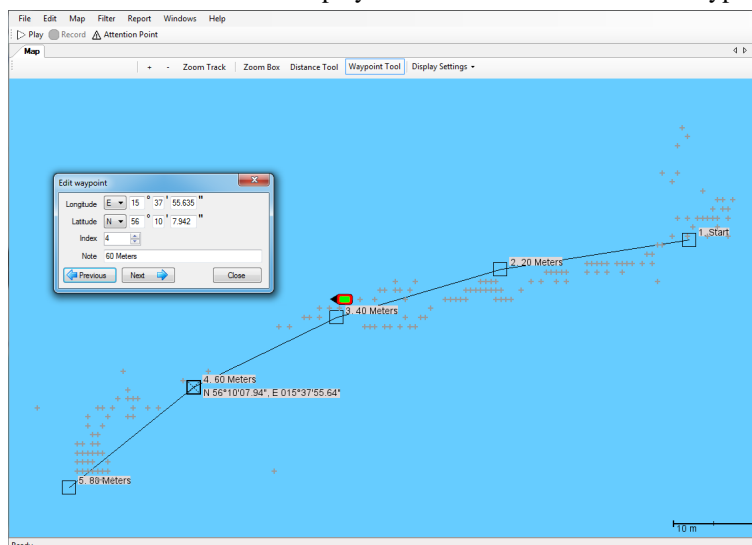 File Edit Map Filter Report Windows Help
Play Record Attention Point
Map
+ - Zoom Track Zoom Box Distance Tool Waypoint Tool Display Settings
Edit waypoint
Longitude E 15 ° 37 ' 55.635 "
Latitude N 56 ° 10 ' 7.942 "
Index 4
Note 60 Meters
Previous Next Close
1. Start
2. 20 Meters
3. 40 Meters
4. 60 Meters
N 56°10'07.94", E 015°37'55.64"
5. 80 Meters
10 m